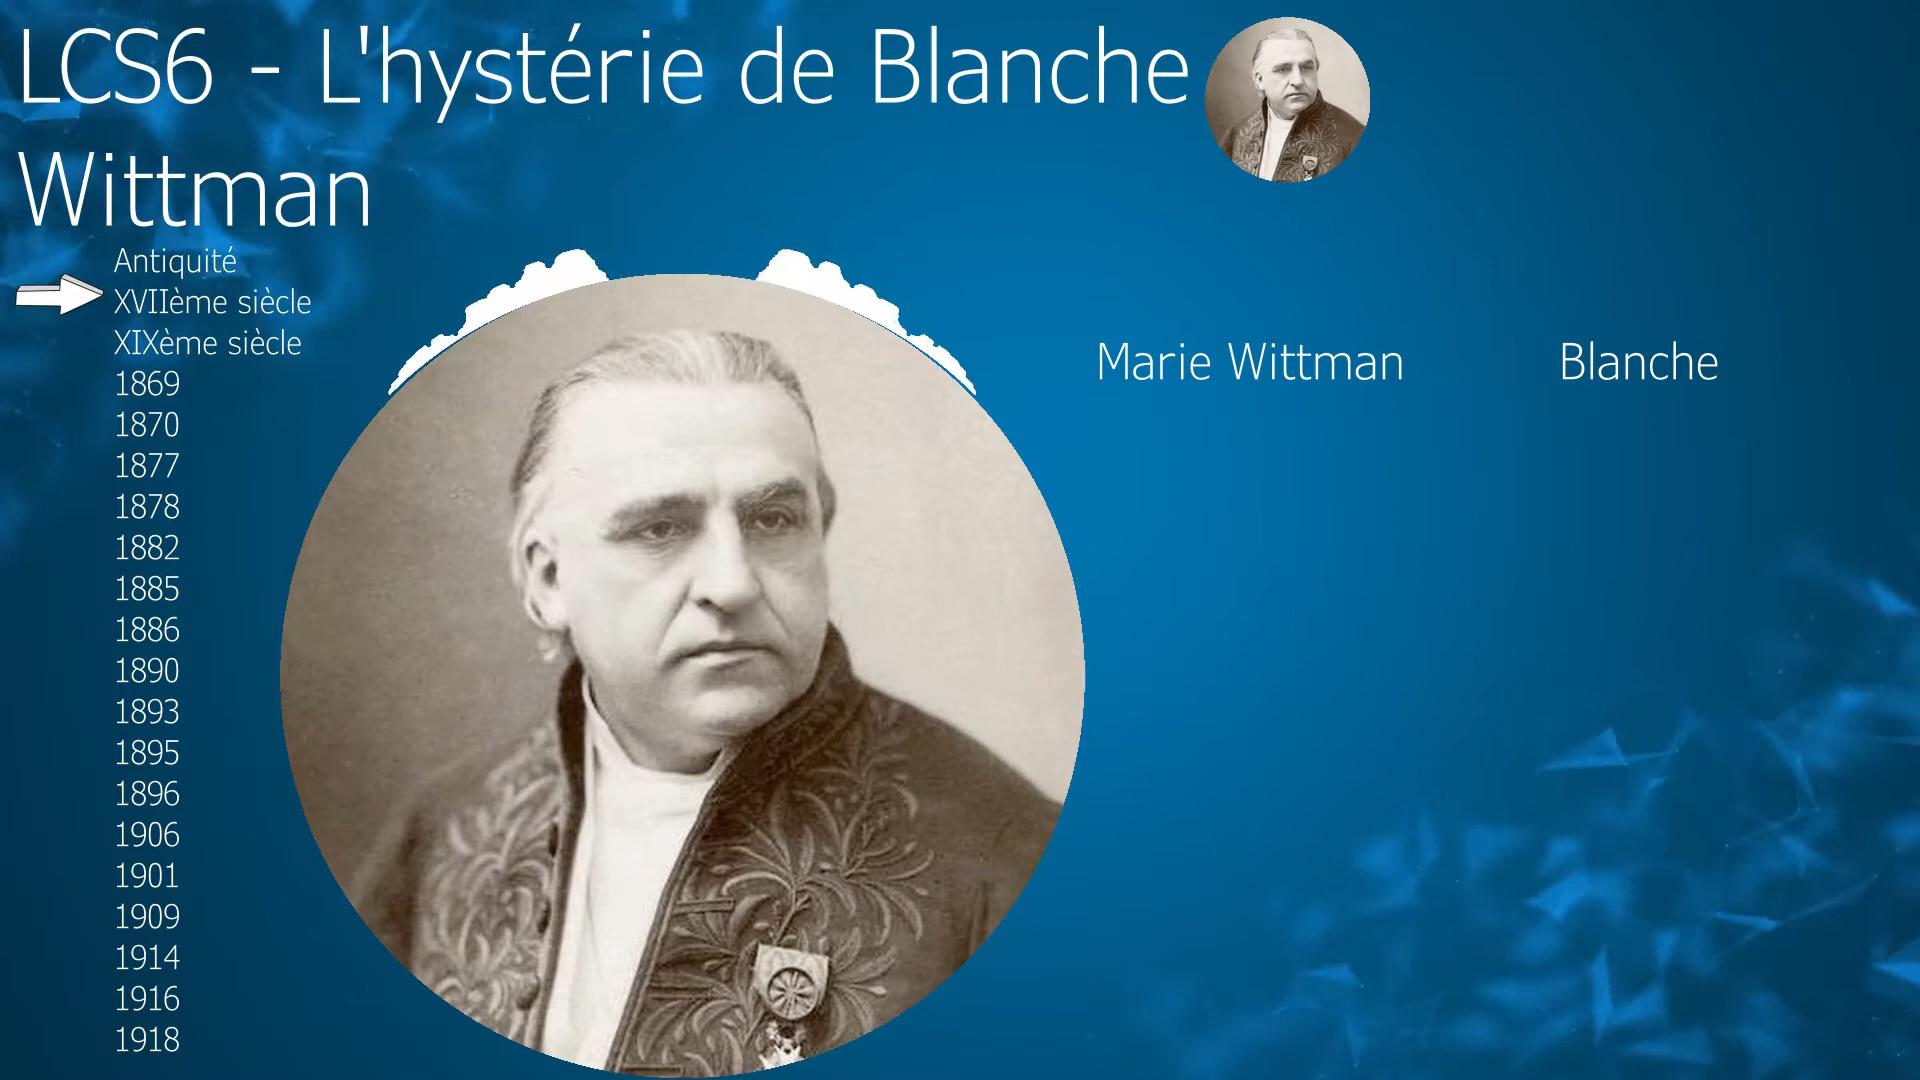 LCS6 - L'hystérie de Blanche
Wittman
Antiquité
XVIIème siècle
XIXème siècle
1869
1870
1877
1878
1882
1885
1886
1890
1893
1895
1896
1906
1901
1909
1914
1916
1918
Marie Wittman
Blanche